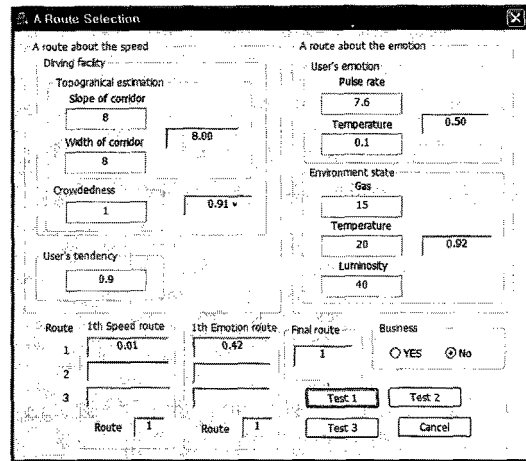 A Route Selection
A route about the speed
Dirving facility
Topograhical estimation
Slope of corridor
8
Width of corridor
8
8.00
Crowdedness
1
0.91
User's tendency
0.9
A route about the emotion
User's emotion
Pulse rate
7.6
Temperature
0.1
0.50
Environment state
Gas
15
Temperature
20
0.92
Luminosity
40
Route 1th Speed route 1th Emotion route
1 0.01 0.42
2
3
Route 1 Route 1
Final route
1
Business
YES No
Test 1 Test 2
Test 3 Cancel